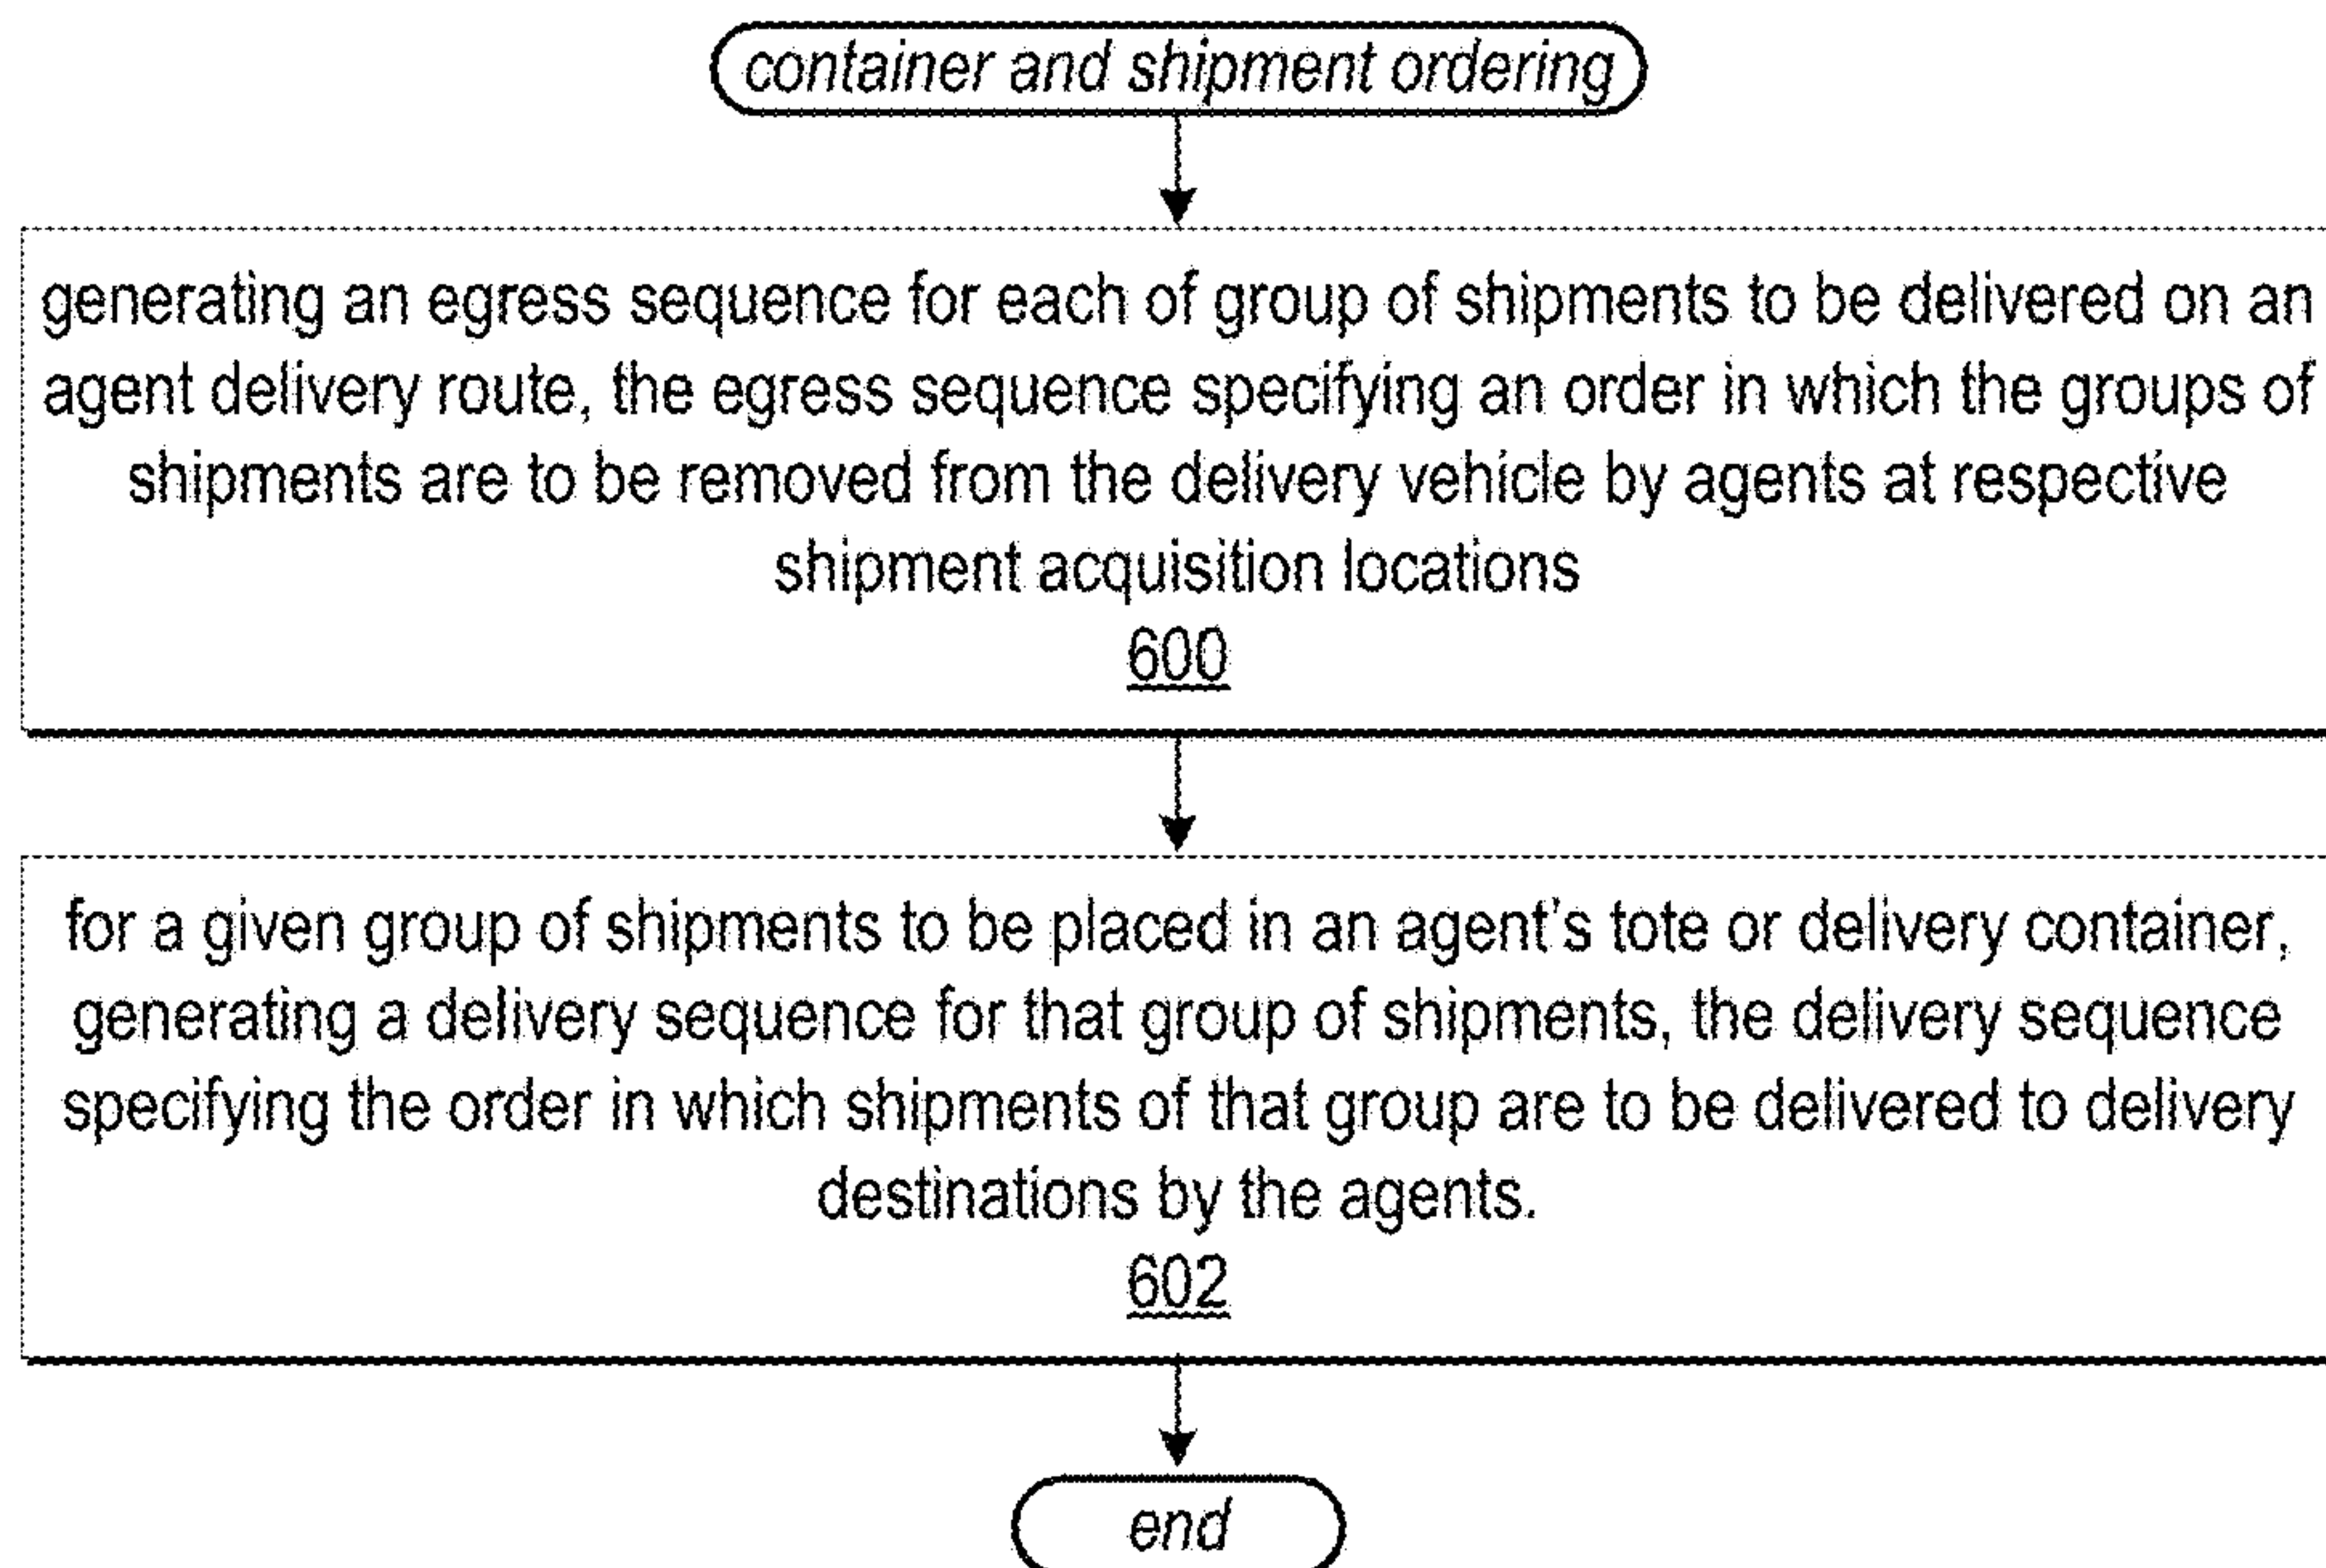 container and shipment ordering
generating an egress sequence for each of group of shipments to be delivered on an
agent delivery route, the egress sequence specifying an order in which the groups of
shipments are to be removed from the delivery vehicle by agents at respective
shipment acquisition locations
600
for a given group of shipments to be placed in an agent's tote or delivery container,
generating a delivery sequence for that group of shipments, the delivery sequence
specifying the order in which shipments of that group are to be delivered to delivery
destinations by the agents.
602
end